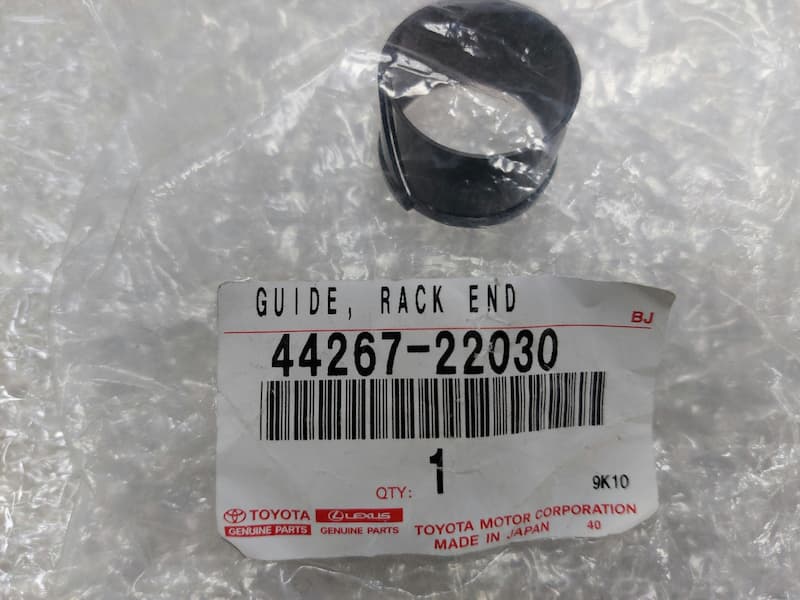 GUIDE, RACK END
BJ
44267-22030
1
QTY:
9K10
TOYOTA LEXUS
GENUINE PARTS GENUINE PARTS
TOYOTA MOTOR CORPORATION
MADE IN JAPAN 40